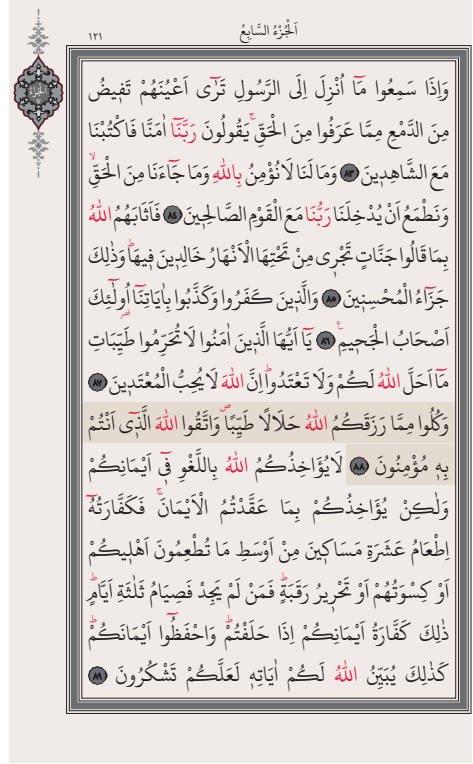 اَلْجُزْءُ السَّابِعُ
١٢١
اَلْجُزْءُ
وَاِذَا سَمِعُوا مَٓا اُنْزِلَ اِلَى الرَّسُولِ تَرٰٓى اَعْيُنَهُمْ تَفِيضُ
مِنَ الدَّمْعِ مِمَّا عَرَفُوا مِنَ الْحَقِّۚ يَقُولُونَ رَبَّنَٓا اٰمَنَّا فَاكْتُبْنَا
مَعَ الشَّاهِدِينَ ﴿٨٣﴾ وَمَا لَنَا لَا نُؤْمِنُ بِاللّٰهِ وَمَا جَٓاءَنَا مِنَ الْحَقِّۙ
وَنَطْمَعُ اَنْ يُدْخِلَنَا رَبُّنَا مَعَ الْقَوْمِ الصَّالِحِينَ ﴿٨٤﴾ فَاَثَابَهُمُ اللّٰهُ
بِمَا قَالُوا جَنَّاتٍ تَجْرِى مِنْ تَحْتِهَا الْاَنْهَارُ خَالِدِينَ فِيهَاۜ وَذٰلِكَ
جَزَٓاءُ الْمُحْسِنِينَ ﴿٨٥﴾ وَالَّذِينَ كَفَرُوا وَكَذَّبُوا بِاٰيَاتِنَٓا اُولٰٓئِكَ
اَصْحَابُ الْجَحِيمِ۟ ﴿٨٦﴾ يَٓا اَيُّهَا الَّذِينَ اٰمَنُوا لَا تُحَرِّمُوا طَيِّبَاتِ
مَٓا اَحَلَّ اللّٰهُ لَكُمْ وَلَا تَعْتَدُواۜ اِنَّ اللّٰهَ لَا يُحِبُّ الْمُعْتَدِينَ ﴿٨٧﴾
وَكُلُوا مِمَّا رَزَقَكُمُ اللّٰهُ حَلَالًا طَيِّبًاۖ وَاتَّقُوا اللّٰهَ الَّذِٓى اَنْتُمْ
بِهِ مُؤْمِنُونَ ﴿٨٨﴾ لَا يُؤَاخِذُكُمُ اللّٰهُ بِاللَّغْوِ فِٓى اَيْمَانِكُمْ
وَلٰكِنْ يُؤَاخِذُكُمْ بِمَا عَقَّدْتُمُ الْاَيْمَانَۚ فَكَفَّارَتُهُٓ
اِطْعَامُ عَشَرَةِ مَسَاكِينَ مِنْ اَوْسَطِ مَا تُطْعِمُونَ اَهْلِيكُمْ
اَوْ كِسْوَتُهُمْ اَوْ تَحْرِيرُ رَقَبَةٍۜ فَمَنْ لَمْ يَجِدْ فَصِيَامُ ثَلٰثَةِ اَيَّامٍۜ
ذٰلِكَ كَفَّارَةُ اَيْمَانِكُمْ اِذَا حَلَفْتُمْۜ وَاحْفَظُٓوا اَيْمَانَكُمْۜ
كَذٰلِكَ يُبَيِّنُ اللّٰهُ لَكُمْ اٰيَاتِهِ لَعَلَّكُمْ تَشْكُرُونَ ﴿٨٩﴾